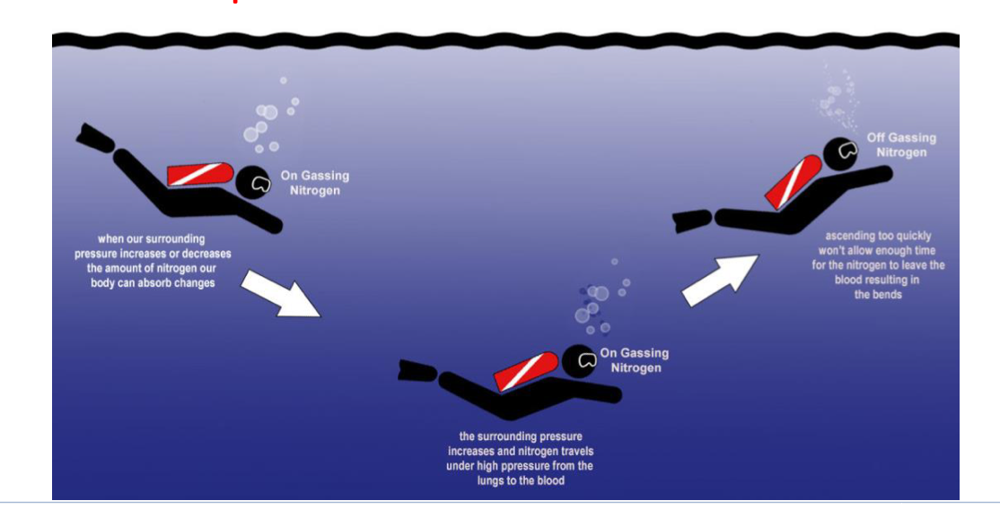 On Gassing
Nitrogen
when our surrounding
pressure increases or decreases
the amount of nitrogen our
body can absorb changes
On Gassing
Nitrogen
the surrounding pressure
increases and nitrogen travels
under high ppressure from the
lungs to the blood
Off Gassing
Nitrogen
ascending too quickly
won't allow enough time
for the nitrogen to leave the
blood resulting in
the bends